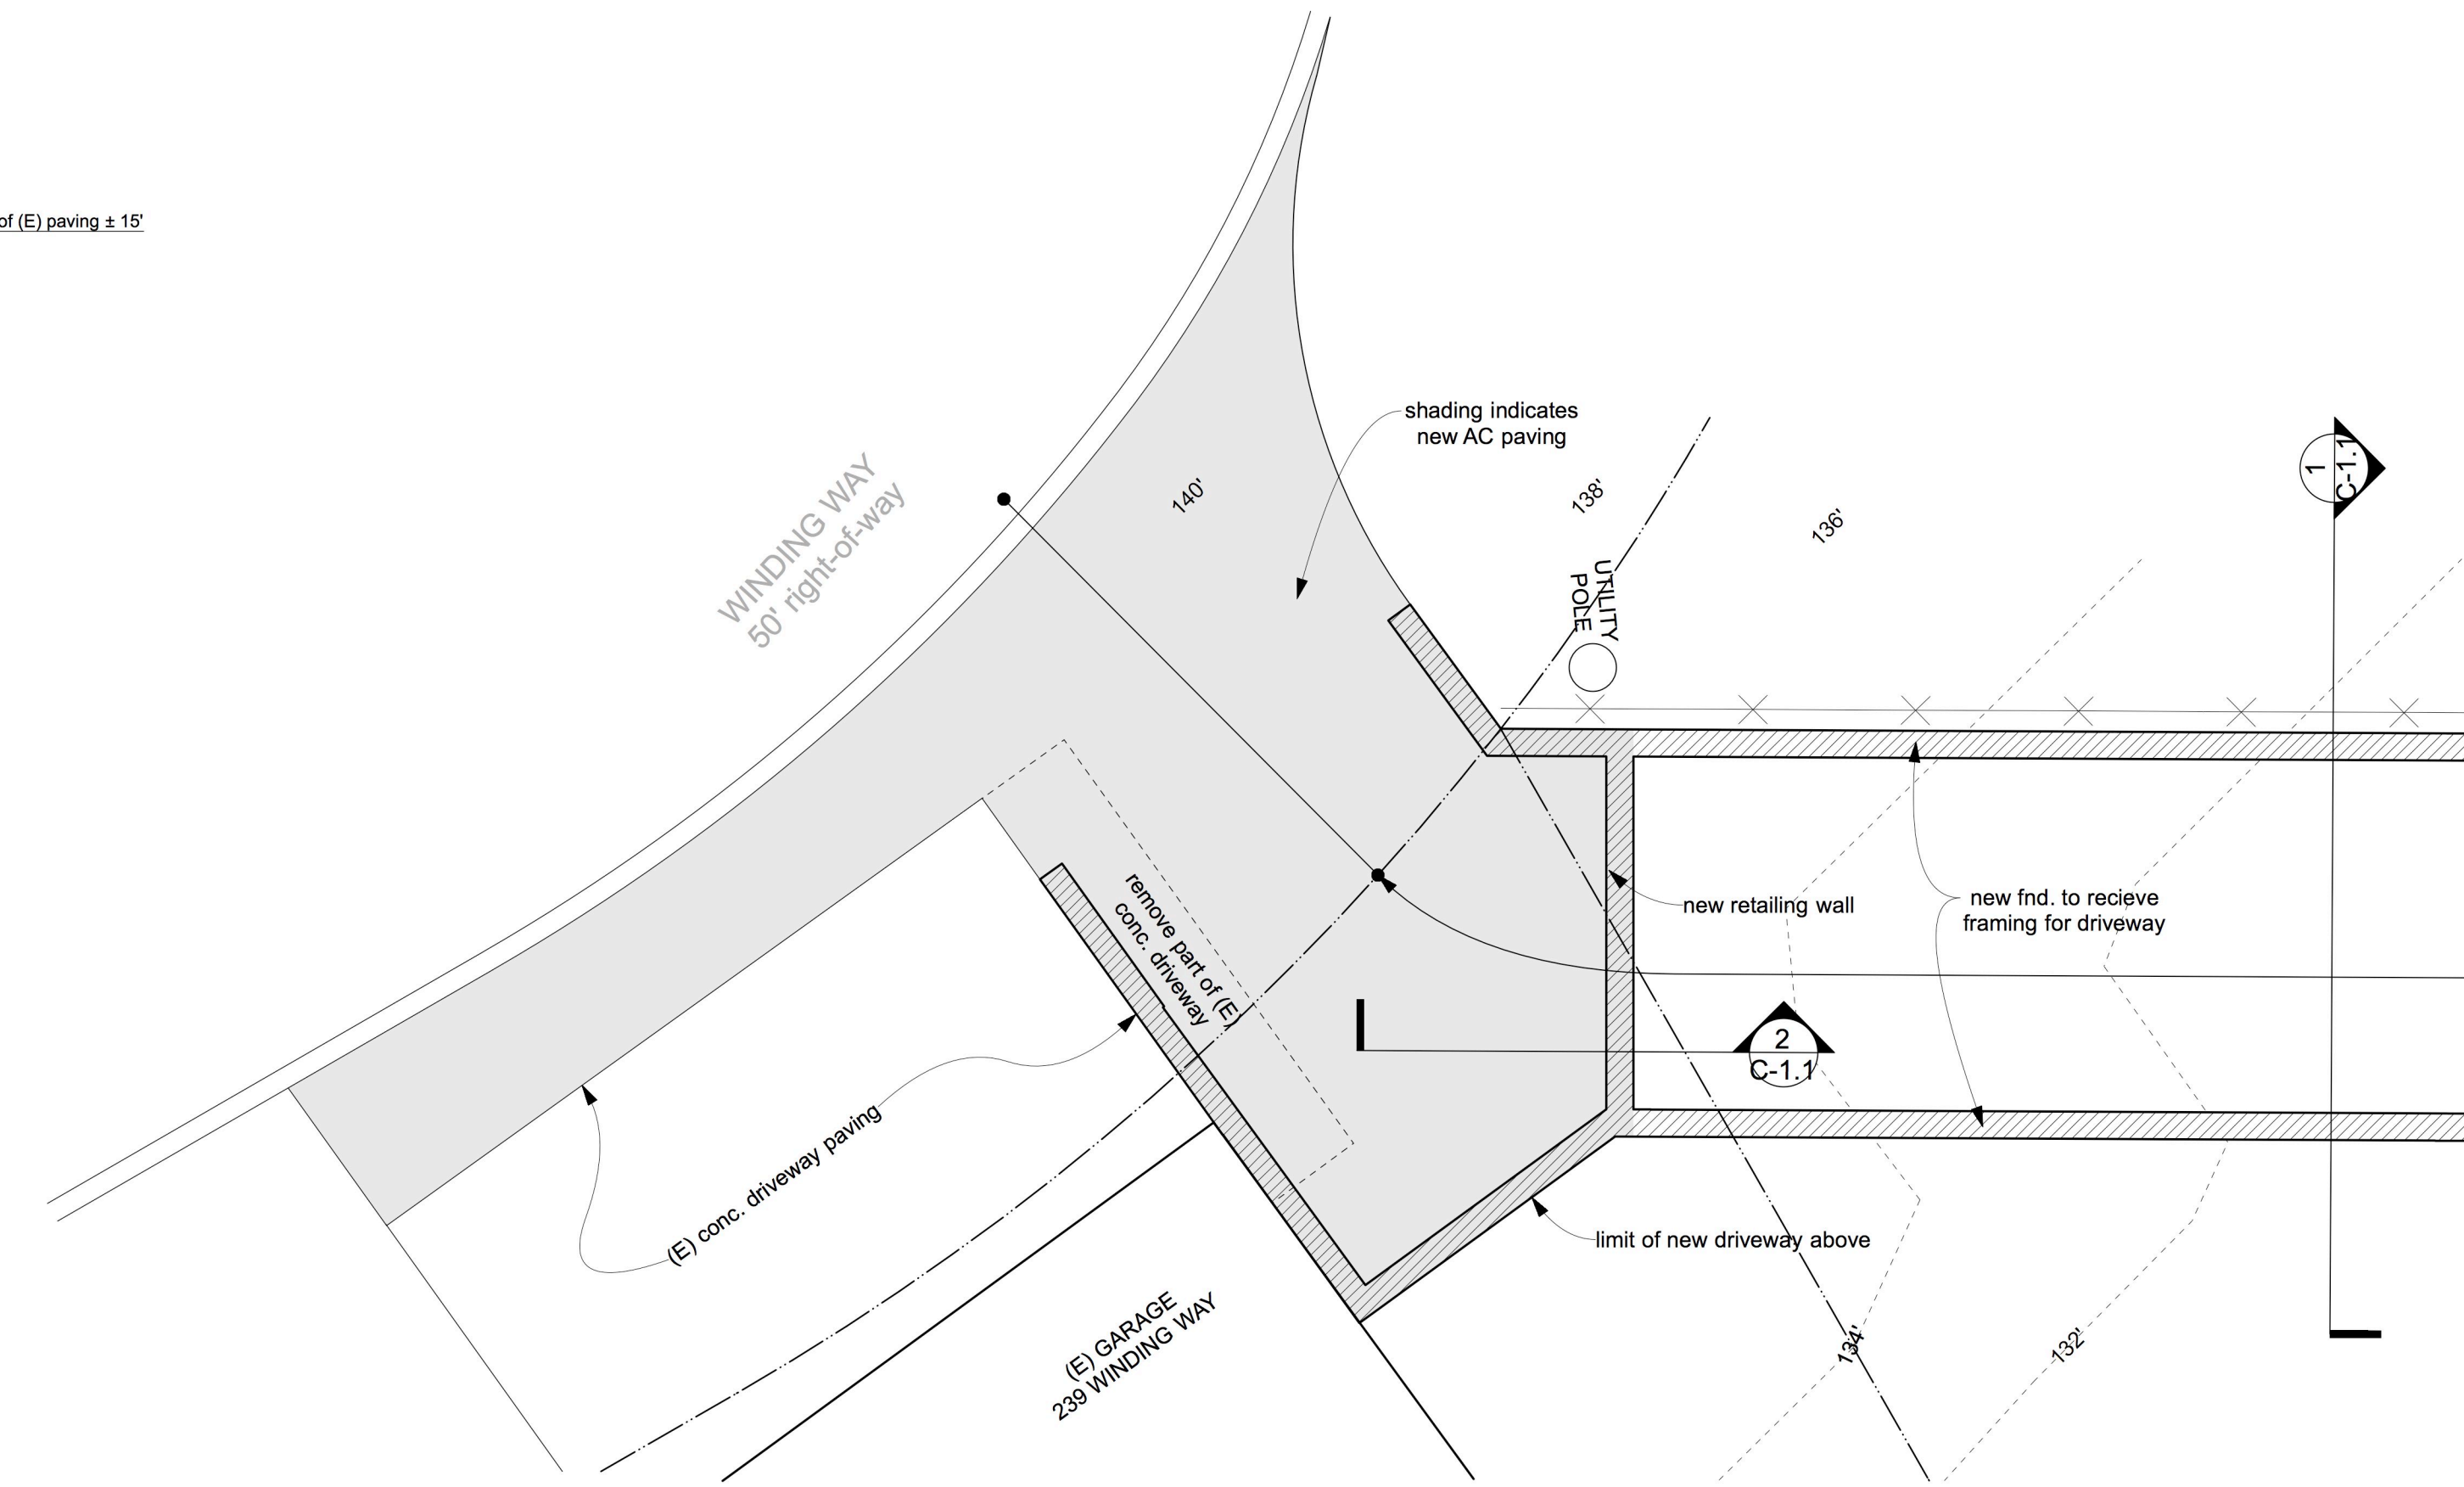 of (E) paving ± 15'
WINDING WAY
50' right-of-way
140'
shading indicates
new AC paving
138'
136'
UTILITY
POLE
1
C-1.1
new retailing wall
new fnd. to recieve
framing for driveway
remove part of (E)
conc. driveway
2
C-1.1
(E) conc. driveway paving
limit of new driveway above
(E) GARAGE
239 WINDING WAY
134'
132'